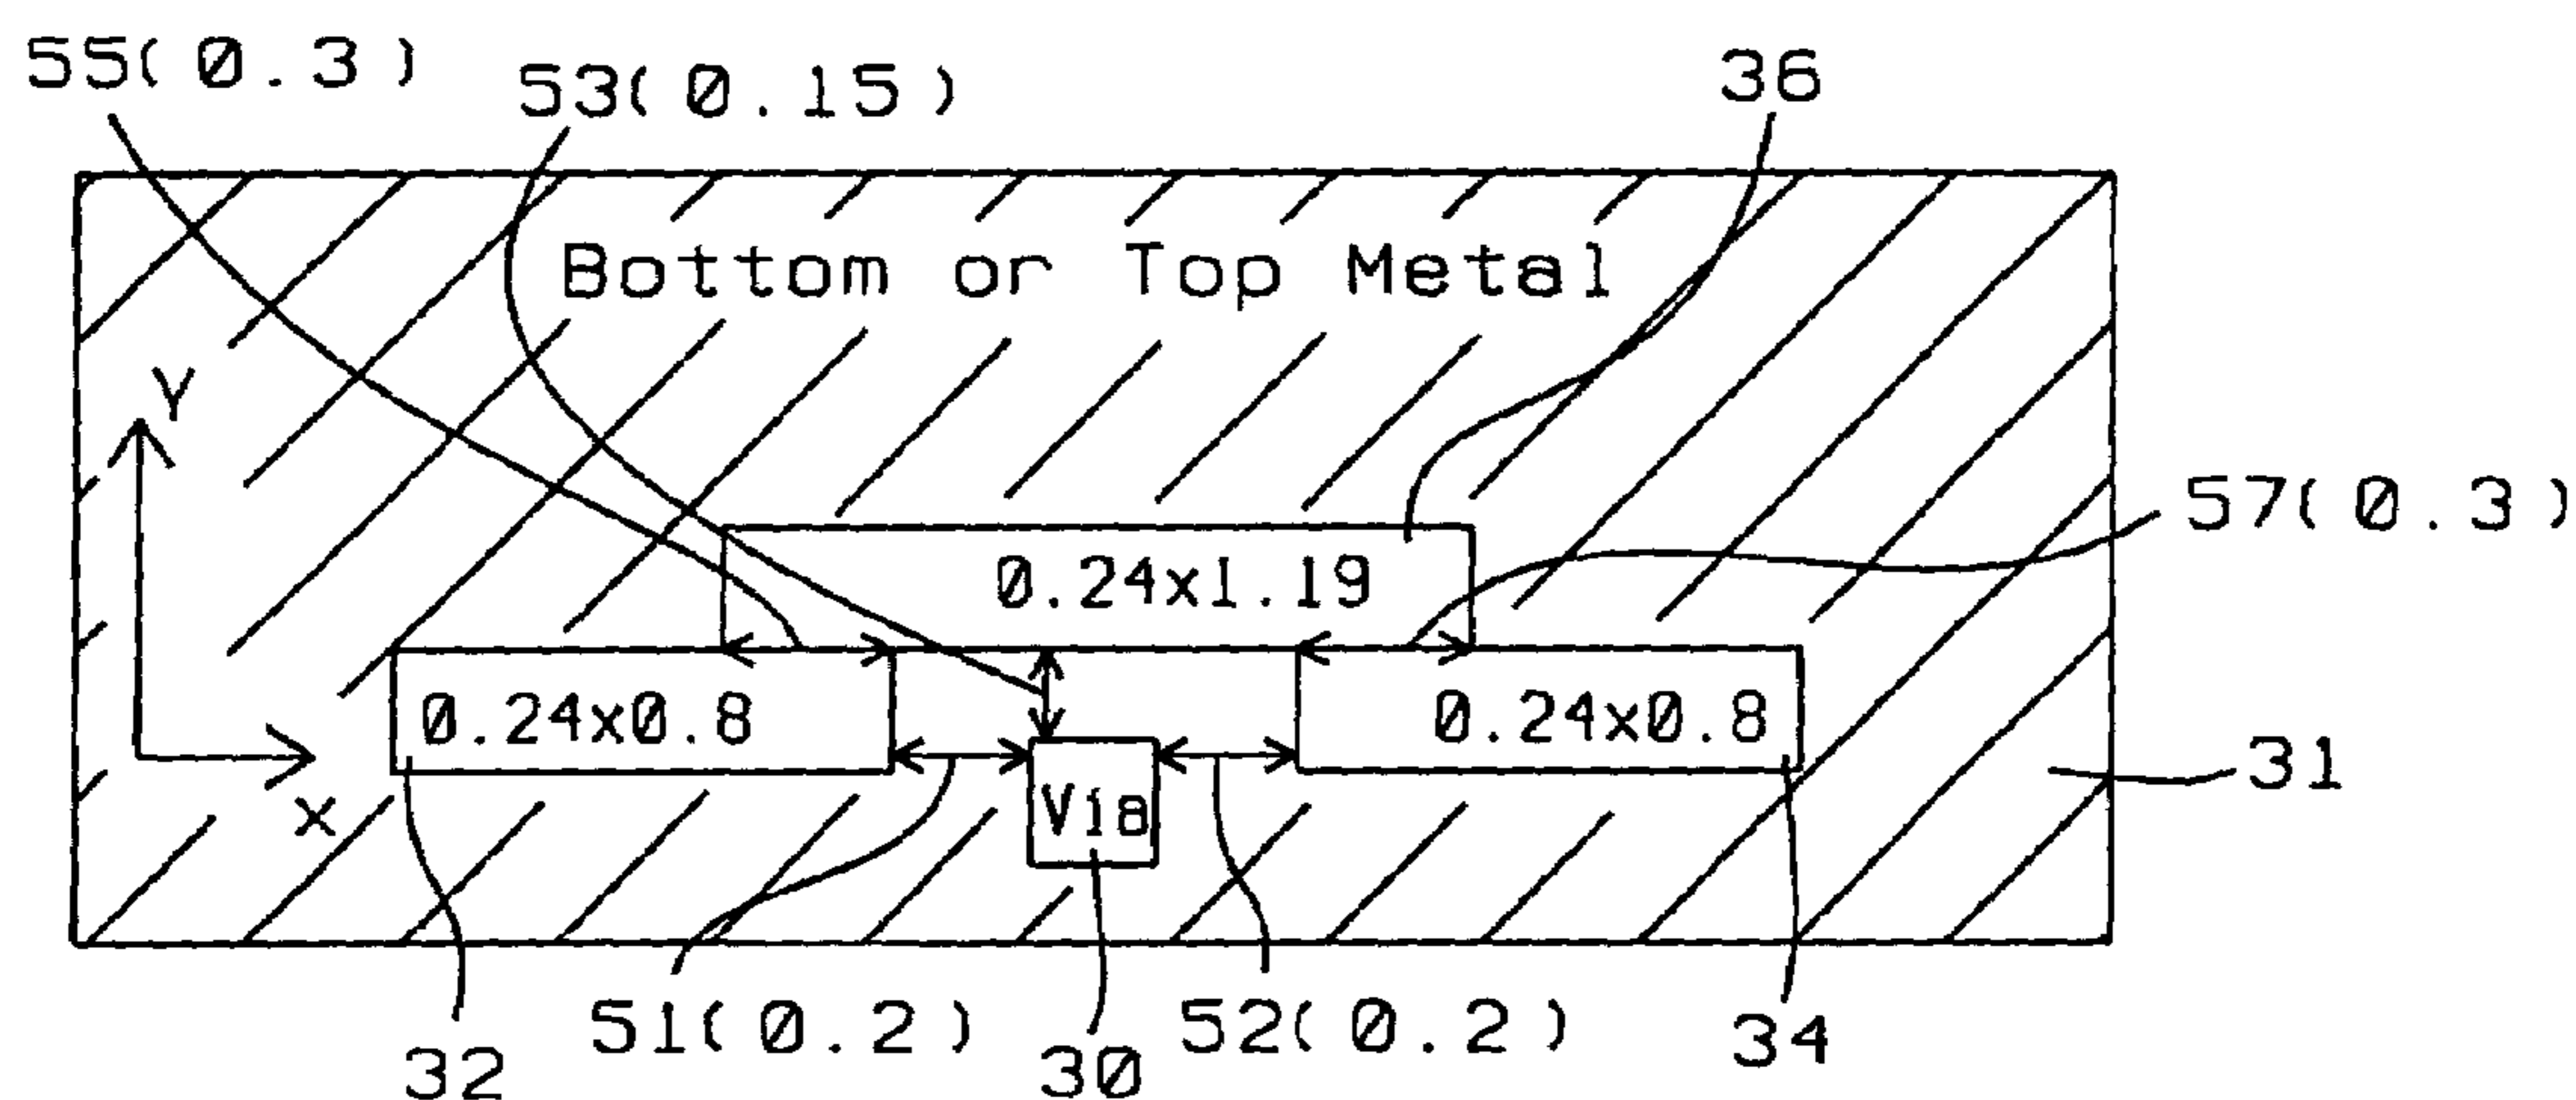 55(0.3)
53(0.15)
36
Bottom or Top Metal
Y
57(0.3)
0.24x1.19
0.24x0.8
0.24x0.8
31
Via
x
51(0.2)
52(0.2)
34
32
30